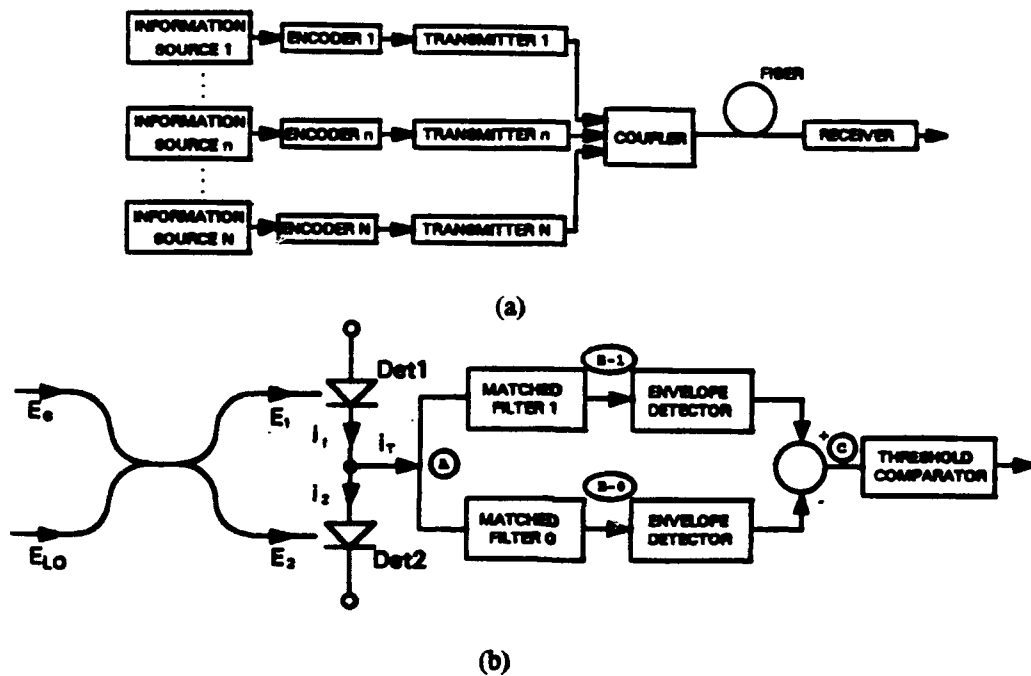 INFORMATION
SOURCE 1
ENCODER 1
TRANSMITTER 1
FIBER
INFORMATION
SOURCE n
ENCODER n
TRANSMITTER n
COUPLER
RECEIVER
INFORMATION
SOURCE N
ENCODER N
TRANSMITTER N
(a)
Det1
B-1
MATCHED
FILTER 1
ENVELOPE
DETECTOR
Es
E1
i1
iT
A
+
C
THRESHOLD
COMPARATOR
i2
B-0
-
ELO
E2
Det2
MATCHED
FILTER 0
ENVELOPE
DETECTOR
(b)